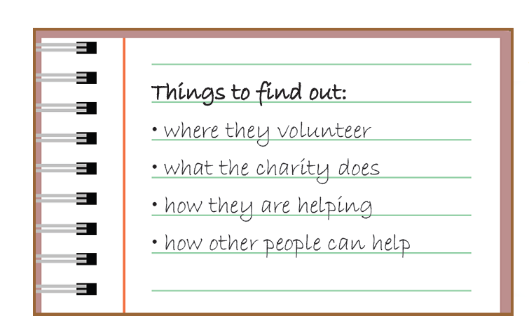 Things to find out:
• where they volunteer
• what the charity does
• how they are helping
• how other people can help